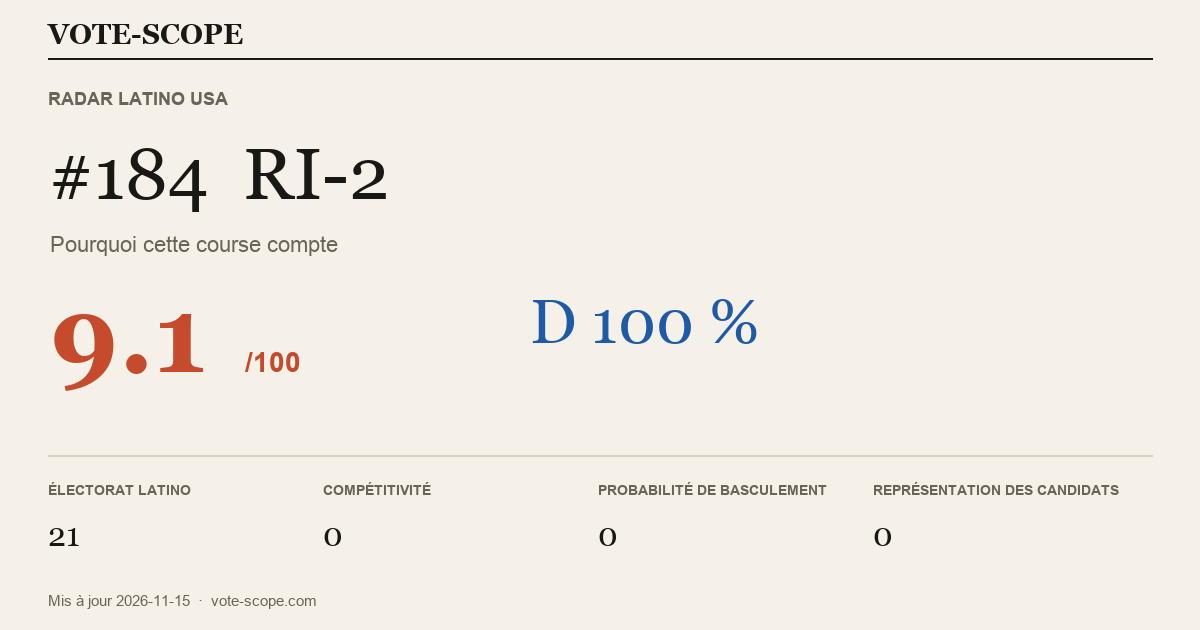 VOTE-SCOPE
RADAR LATINO USA
#184 RI-2
Pourquoi cette course compte
9.1 /100
D 100 %
ÉLECTORAT LATINO
COMPÉTITIVITÉ
PROBABILITÉ DE BASCULEMENT
REPRÉSENTATION DES CANDIDATS
21
0
0
0
Mis à jour 2026-11-15 · vote-scope.com